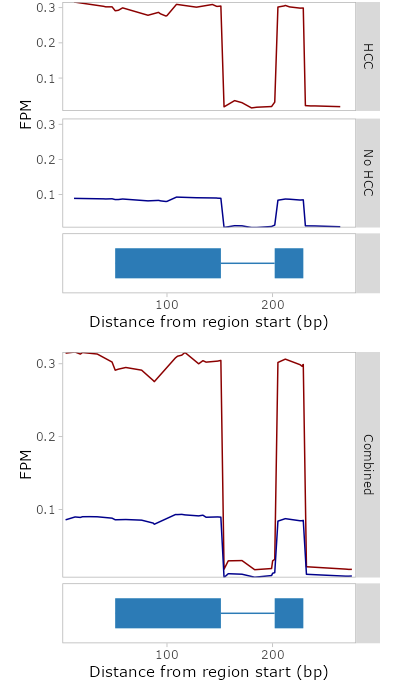 0.3
0.2
0.1
HCC
FPM
0.3
0.2
0.1
No HCC
100
200
Distance from region start (bp)
0.3
0.2
0.1
FPM
Combined
100
200
Distance from region start (bp)